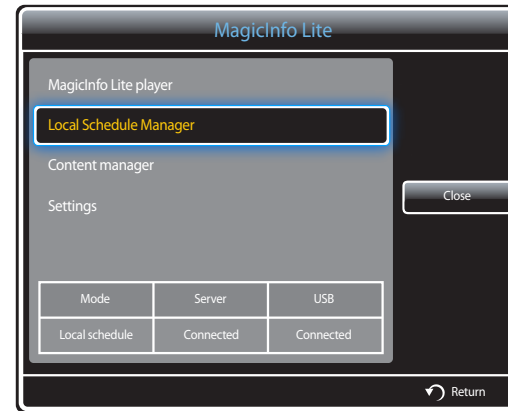 MagicInfo Lite
MagicInfo Lite player
Local Schedule Manager
Content manager
Settings
Close
Mode Server USB
Local schedule Connected Connected
Return